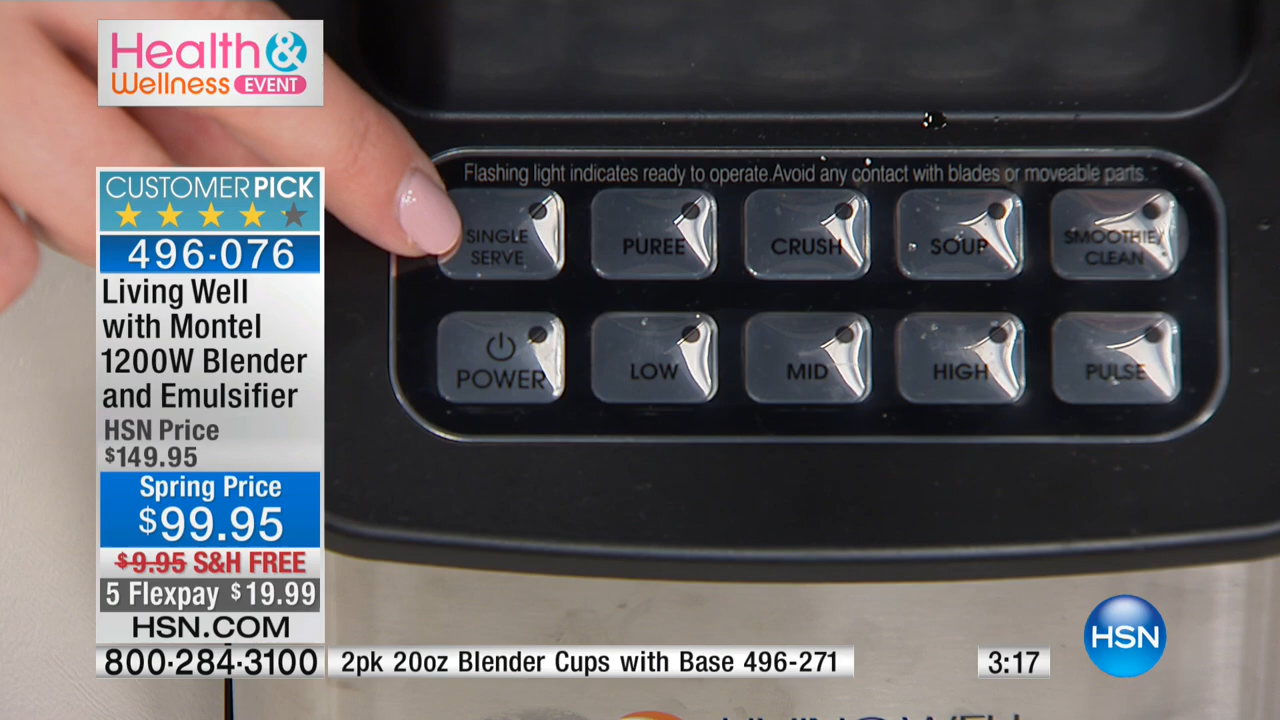 Health &
Wellness EVENT
CUSTOMER PICK
496-076
Living Well
with Montel
1200W Blender
and Emulsifier
HSN Price
$149.95
Spring Price
$99.95
$9.95 S&H FREE
5 Flexpay $19.99
HSN.COM
800-284-3100
Flashing light indicates ready to operate.Avoid any contact with blades or moveable parts.
SINGLE
SERVE
PUREE
CRUSH
SOUP
SMOOTHIE/
CLEAN
POWER
LOW
MID
HIGH
PULSE
2pk 20oz Blender Cups with Base 496-271
3:17
HSN